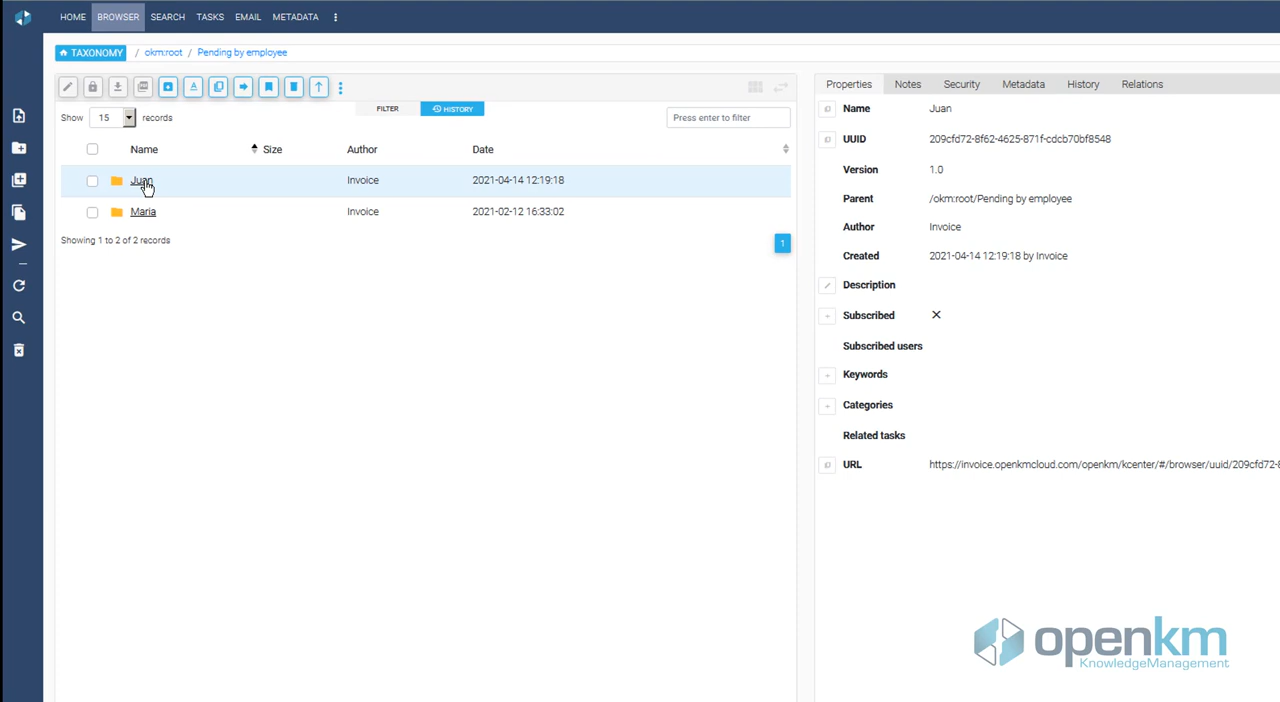 HOME BROWSER SEARCH TASKS EMAIL METADATA
TAXONOMY / okm:root / Pending by employee
FILTER HISTORY
Show 15 records
Press enter to filter
Name Size Author Date
Juan Invoice 2021-04-14 12:19:18
Maria Invoice 2021-02-12 16:33:02
Showing 1 to 2 of 2 records
1
Properties Notes Security Metadata History Relations
Name Juan
UUID 209cfd72-8f62-4625-871f-cdcb70bf8548
Version 1.0
Parent /okm:root/Pending by employee
Author Invoice
Created 2021-04-14 12:19:18 by Invoice
Description
Subscribed
Subscribed users
Keywords
Categories
Related tasks
URL https://invoice.openkmcloud.com/openkm/kcenter/#/browser/uuid/209cfd72-8
openkm
KnowledgeManagement